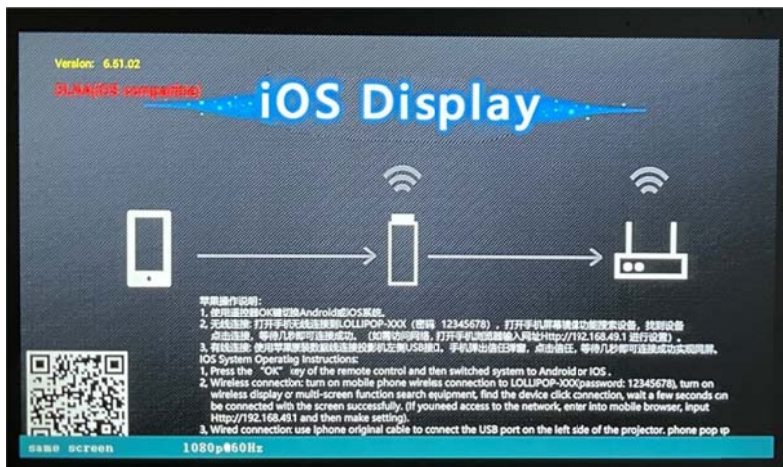 Version: 6.51.02
DLNA(iOS compatible)
iOS Display
苹果操作说明:
1, 使用遥控器OK键切换Android或iOS系统。
2, 无线连接: 打开手机无线连接到LOLLIPOP-XXX (密码 12345678) , 打开手机屏幕镜像功能搜索设备, 找到设备
点击连接, 等待几秒即可连接成功。 (如需访问网络, 打开手机浏览器输入网址Http://192.168.49.1 进行设置) 。
3, 有线连接: 使用苹果原装数据线连接投影机左侧USB接口, 手机弹出信任弹窗, 点击信任, 等待几秒即可连接成功实现同屏。
IOS System Operating Instructions:
1, Press the "OK" key of the remote control and then switched system to Android or IOS .
2, Wireless connection: turn on mobile phone wireless connection to LOLLIPOP-XXX(password: 12345678), turn on
wireless display or multi-screen function search equipment, find the device click connection, wait a few seconds can
be connected with the screen successfully. (If youneed access to the network, enter into mobile browser, input
Http://192.168.49.1 and then make setting).
3, Wired connection: use Iphone original cable to connect the USB port on the left side of the projector, phone pop up
same screen 1080p@60Hz